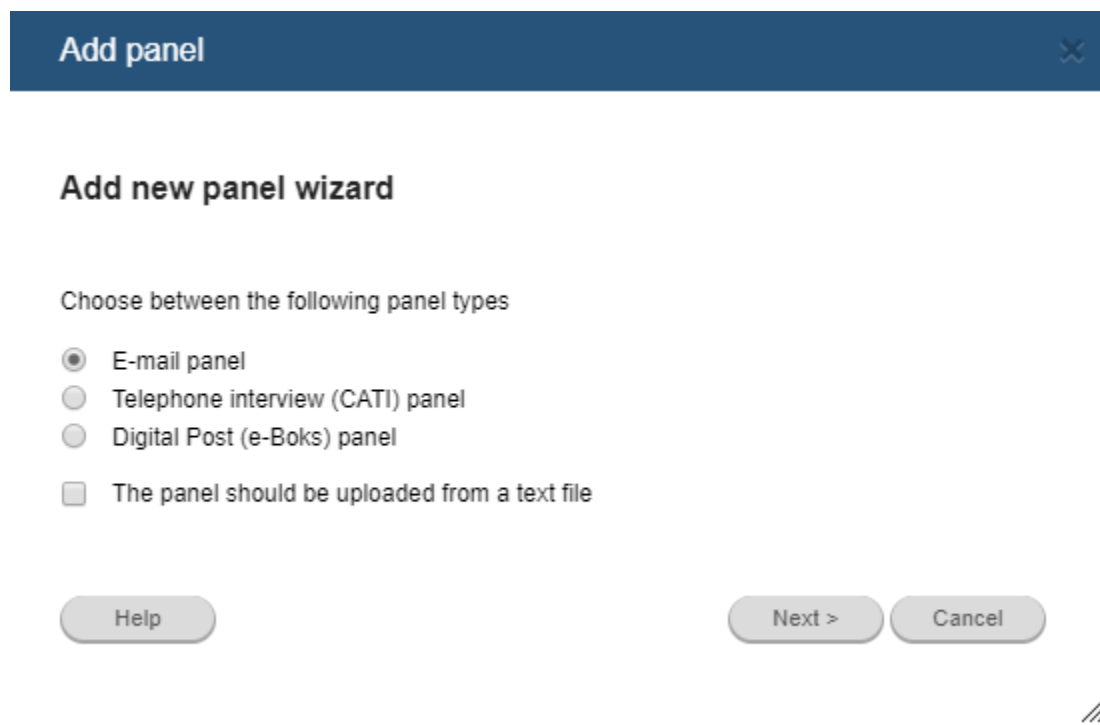 Add panel
Add new panel wizard
Choose between the following panel types
E-mail panel
Telephone interview (CATI) panel
Digital Post (e-Boks) panel
The panel should be uploaded from a text file
Help Next > Cancel